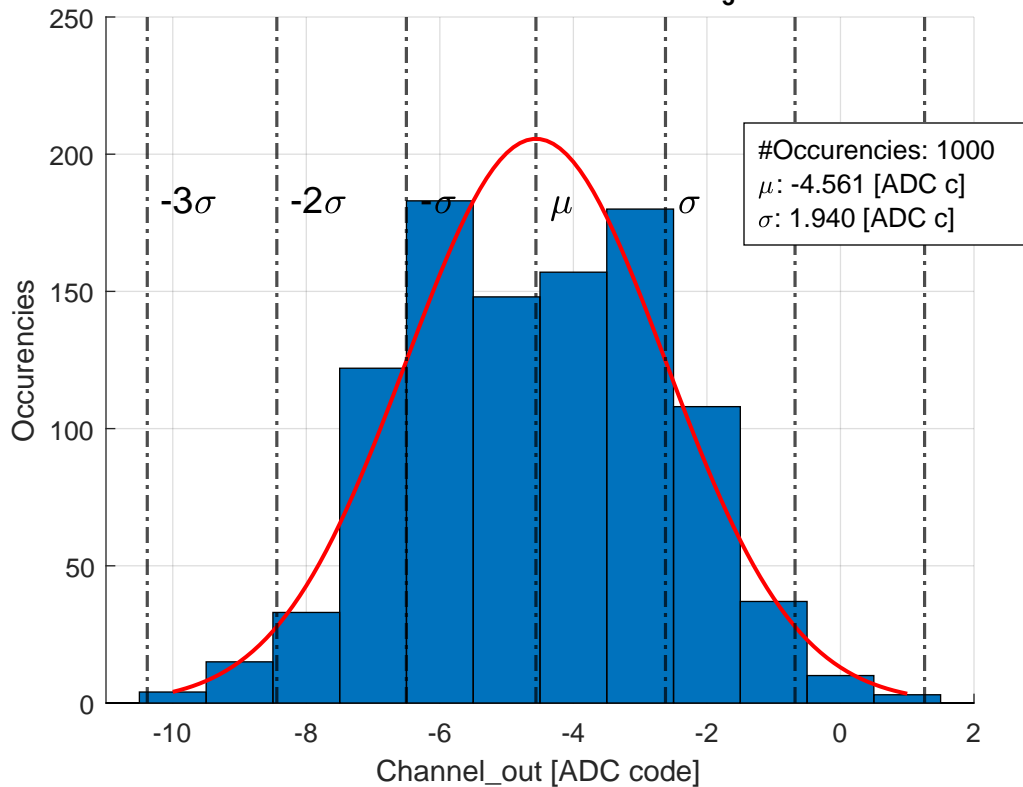 250
200
150
100
50
0
Occurencies
-3σ
-2σ
-σ
μ
σ
#Occurencies: 1000
μ: -4.561 [ADC c]
σ: 1.940 [ADC c]
-10
-8
-6
-4
-2
0
2
Channel_out [ADC code]